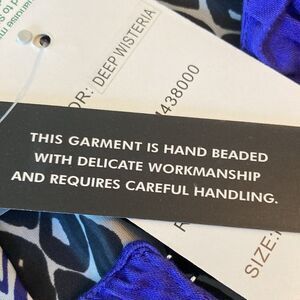 OR: DEEP WISTERIA
438000
SIZE:
THIS GARMENT IS HAND BEADED
WITH DELICATE WORKMANSHIP
AND REQUIRES CAREFUL HANDLING.